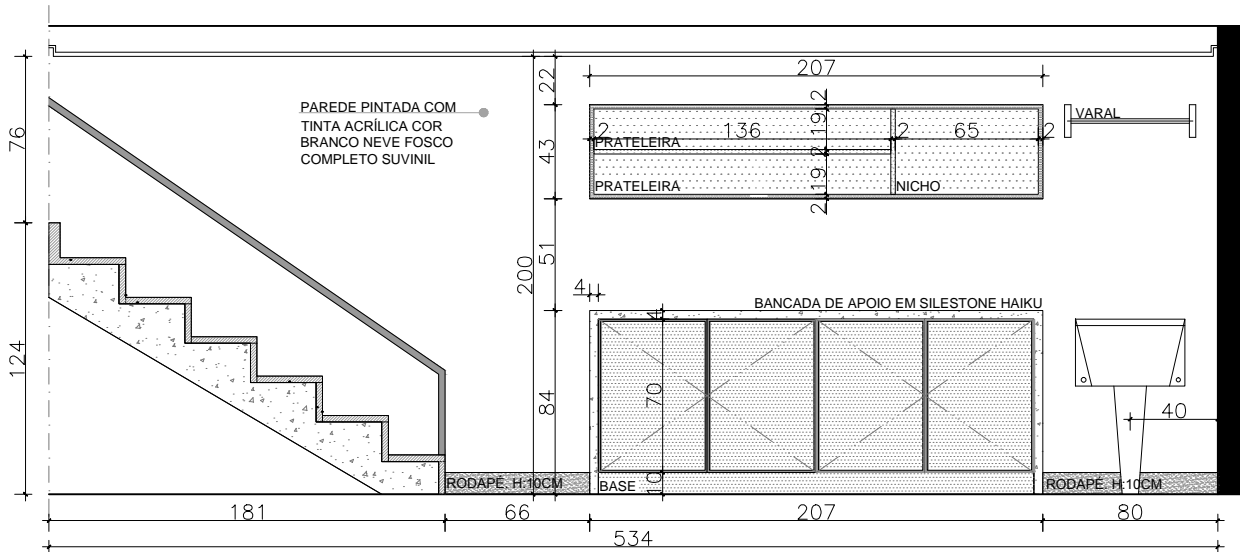 207
22
76
PAREDE PINTADA COM
TINTA ACRÍLICA COR
BRANCO NEVE FOSCO
COMPLETO SUVINIL
43
2
19
2
136
2
65
2
PRATELEIRA
2
PRATELEIRA
19
NICHO
2
VARAL
200
51
4
BANCADA DE APOIO EM SILESTONE HAIKU
4
124
84
70
40
RODAPÉ. H:10CM
BASE
10
RODAPÉ. H:10CM
181
66
207
80
534